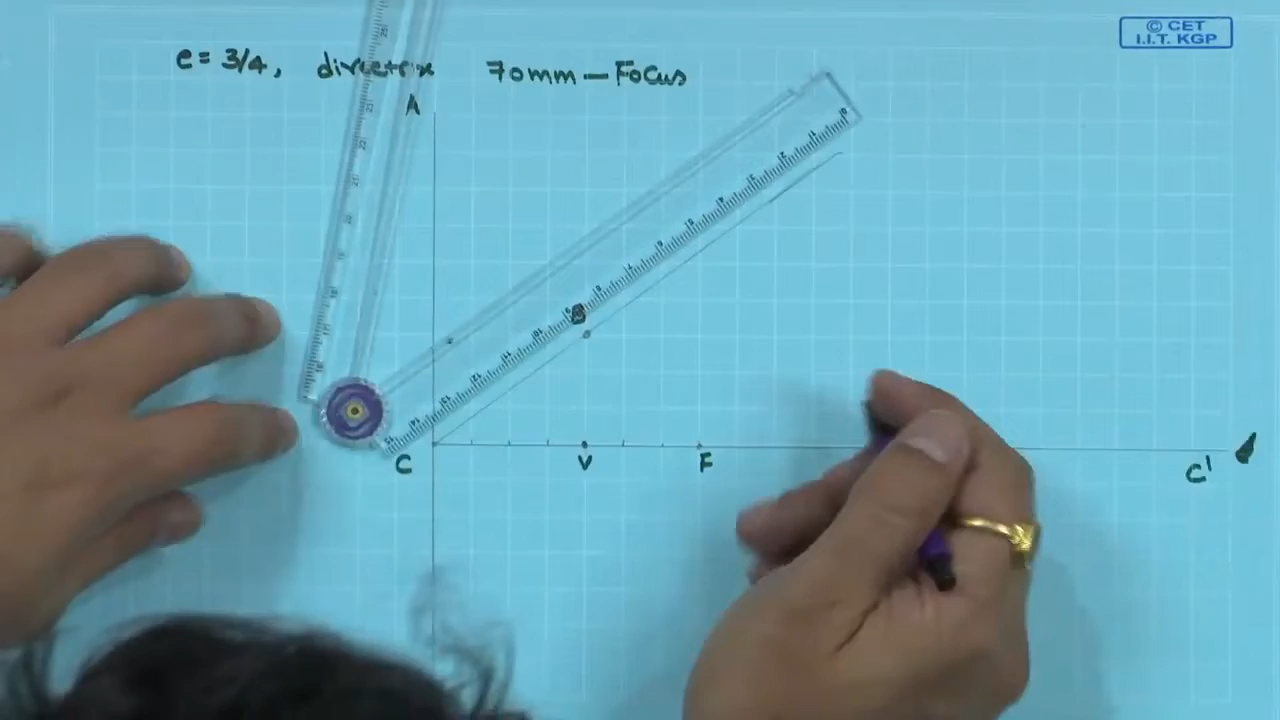 © CET
I.I.T. KGP
e = 3/4, directrix 70mm — Focus
A
C V F C'